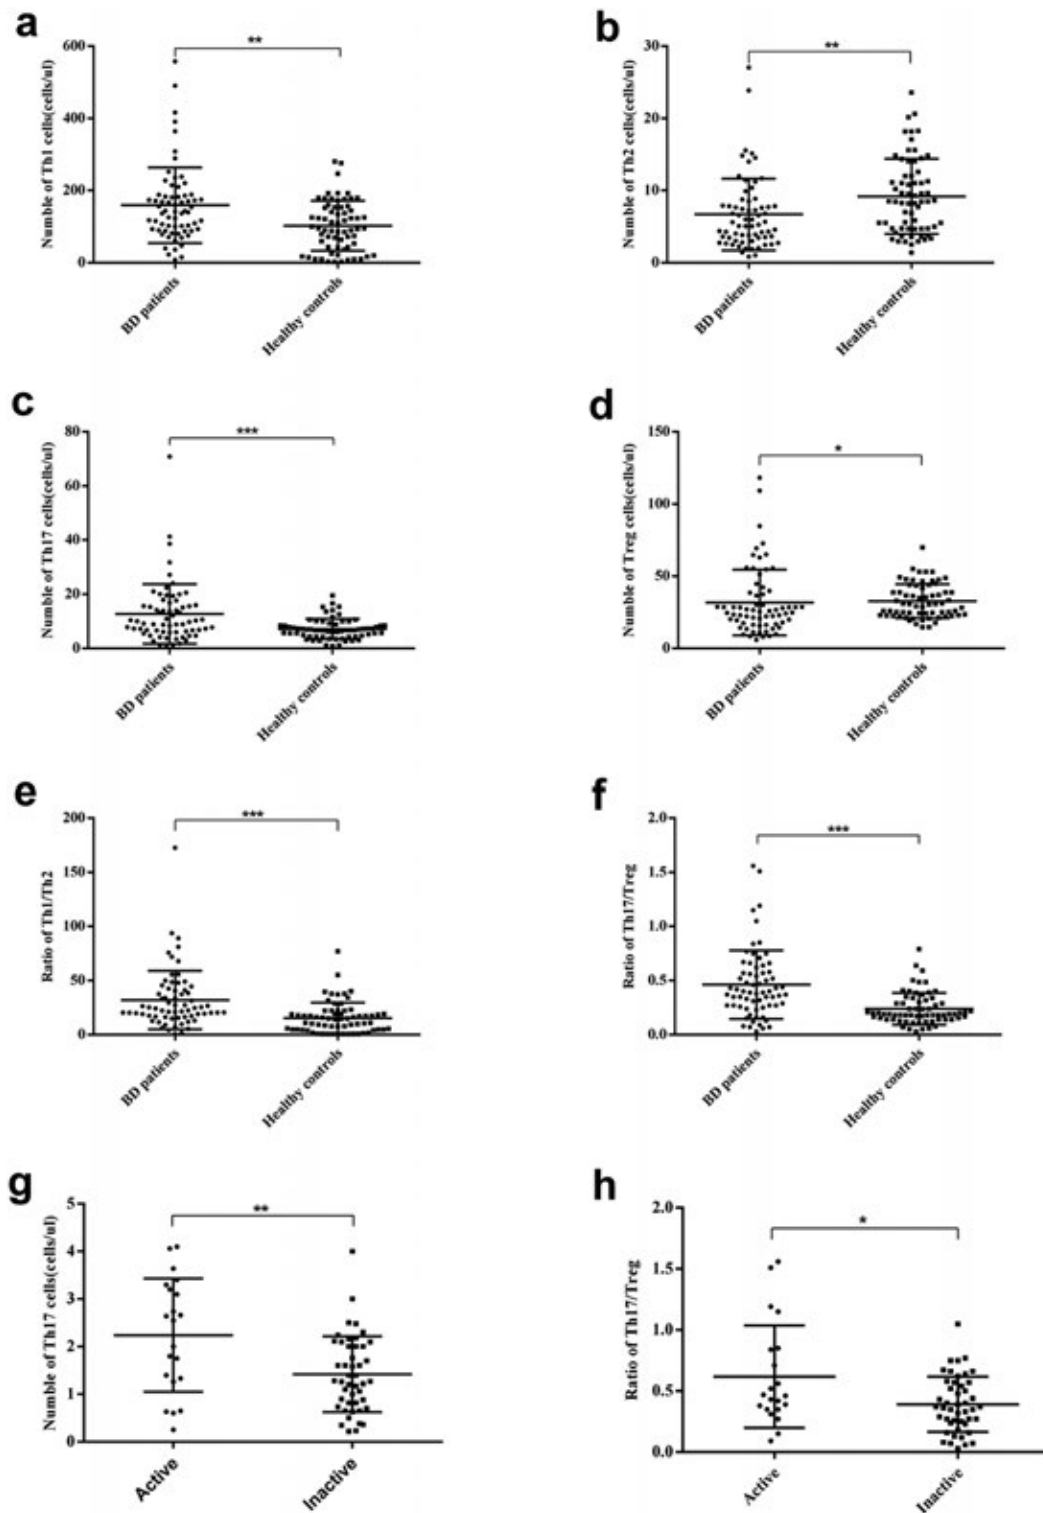 a
Numble of Th1 cells(cells/ul)
600
400
200
0
**
BD patients
Healthy controls
b
Numble of Th2 cells(cells/ul)
30
20
10
0
**
BD patients
Healthy controls
c
Numble of Th17 cells(cells/ul)
80
60
40
20
0
***
BD patients
Healthy controls
d
Numble of Treg cells(cells/ul)
150
100
50
0
*
BD patients
Healthy controls
e
Ratio of Th1/Th2
200
150
100
50
0
***
BD patients
Healthy controls
f
Ratio of Th17/Treg
2.0
1.5
1.0
0.5
0.0
***
BD patients
Healthy controls
g
Numble of Th17 cells(cells/ul)
5
4
3
2
1
0
**
Active
Inactive
h
Ratio of Th17/Treg
2.0
1.5
1.0
0.5
0.0
*
Active
Inactive